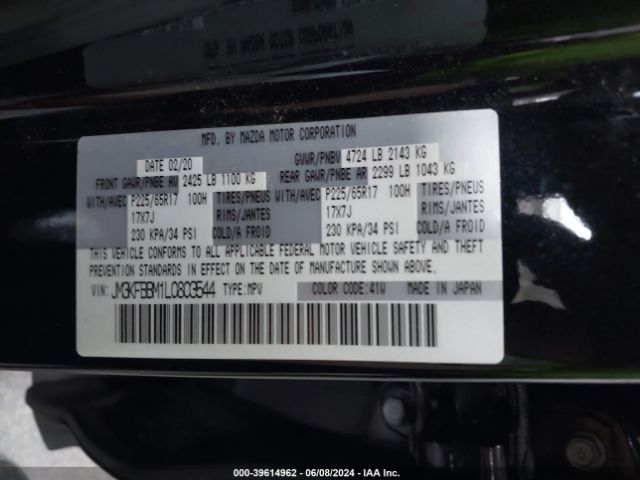 MFD. BY MAZDA MOTOR CORPORATION
DATE 02/20 GVWR/PNBV 4724 LB 2143 KG
FRONT GAWR/PNBE AV 2425 LB 1100 KG REAR GAWR/PNBE AR 2299 LB 1043 KG
WITH/AVEC P225/65R17 100H TIRES/PNEUS WITH/AVEC P225/65R17 100H TIRES/PNEUS
17X7J RIMS/JANTES 17X7J RIMS/JANTES
230 KPA/34 PSI COLD/A FROID 230 KPA/34 PSI COLD/A FROID
THIS VEHICLE CONFORMS TO ALL APPLICABLE FEDERAL MOTOR VEHICLE SAFETY AND THEFT
PREVENTION STANDARDS IN EFFECT ON THE DATE OF MANUFACTURE SHOWN ABOVE.
VIN: JM3KFBBM1L0803544 TYPE: MPV COLOR CODE: 41W MADE IN JAPAN
000-39614962 - 06/08/2024 - IAA Inc.